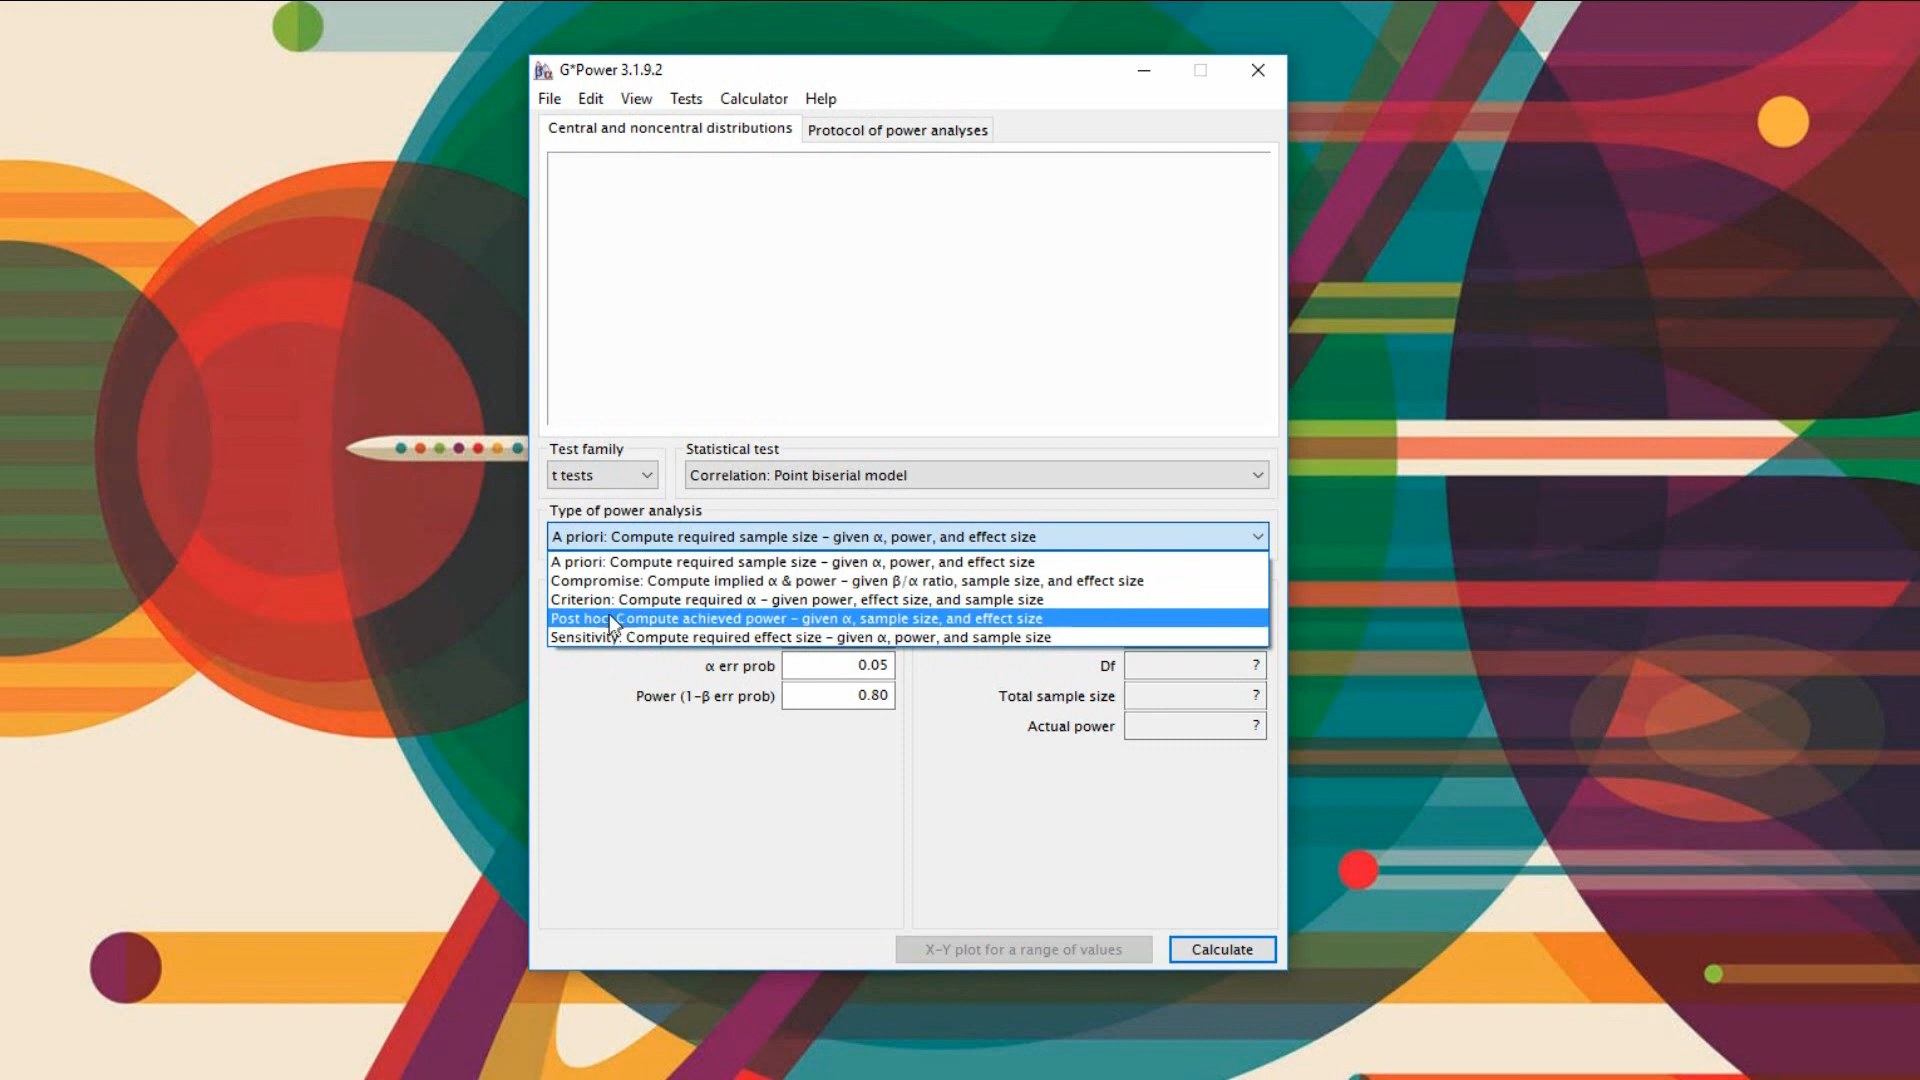 G*Power 3.1.9.2
File Edit View Tests Calculator Help
Central and noncentral distributions Protocol of power analyses
Test family Statistical test
t tests Correlation: Point biserial model
Type of power analysis
A priori: Compute required sample size – given α, power, and effect size
A priori: Compute required sample size – given α, power, and effect size
Compromise: Compute implied α & power – given β/α ratio, sample size, and effect size
Criterion: Compute required α – given power, effect size, and sample size
Post hoc: Compute achieved power – given α, sample size, and effect size
Sensitivity: Compute required effect size – given α, power, and sample size
α err prob 0.05 Df ?
Power (1–β err prob) 0.80 Total sample size ?
Actual power ?
X–Y plot for a range of values Calculate